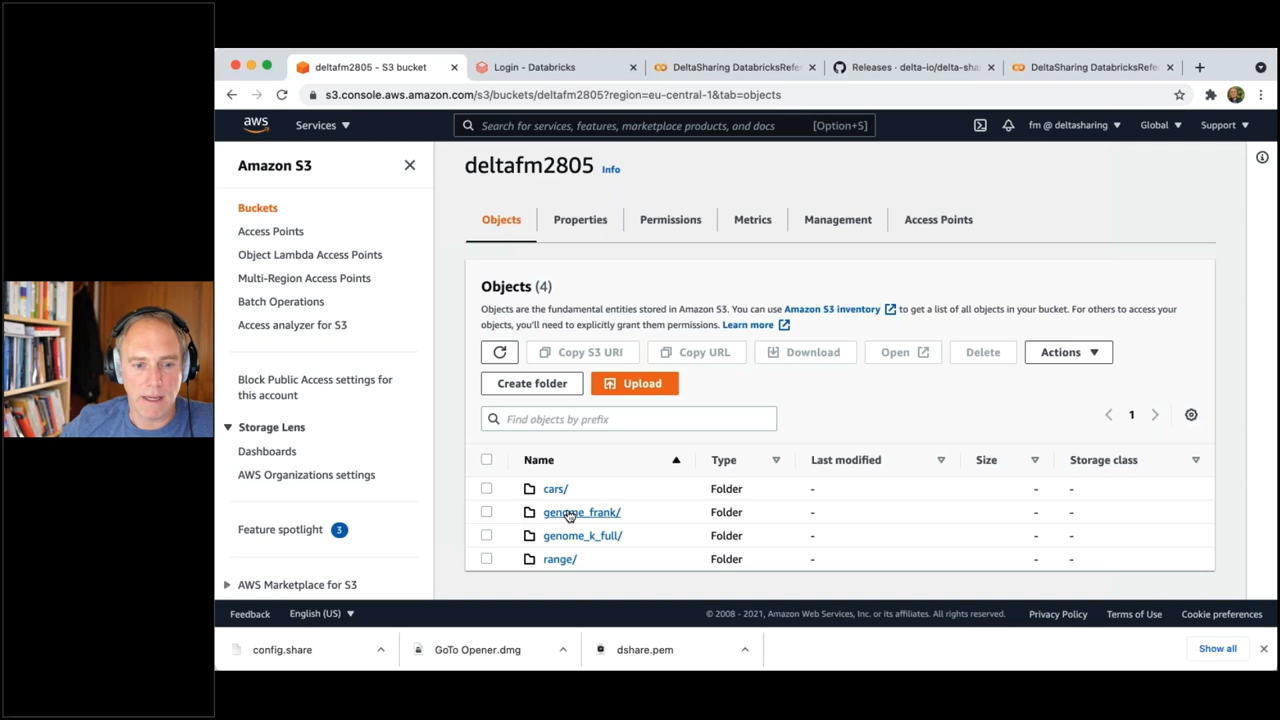 deltafm2805 - S3 bucket
Login - Databricks
DeltaSharing DatabricksRefe
Releases · delta-io/delta-sha
DeltaSharing DatabricksRefe
s3.console.aws.amazon.com/s3/buckets/deltafm2805?region=eu-central-1&tab=objects
aws
Services
Search for services, features, marketplace products, and docs
[Option+S]
fm @ deltasharing
Global
Support
Amazon S3
Buckets
Access Points
Object Lambda Access Points
Multi-Region Access Points
Batch Operations
Access analyzer for S3
Block Public Access settings for
this account
Storage Lens
Dashboards
AWS Organizations settings
Feature spotlight 3
AWS Marketplace for S3
deltafm2805 Info
Objects
Properties
Permissions
Metrics
Management
Access Points
Objects (4)
Objects are the fundamental entities stored in Amazon S3. You can use Amazon S3 inventory to get a list of all objects in your bucket. For others to access your
objects, you'll need to explicitly grant them permissions. Learn more
Copy S3 URI
Copy URL
Download
Open
Delete
Actions
Create folder
Upload
Find objects by prefix
1
Name Type Last modified Size Storage class
cars/ Folder - - -
genome_frank/ Folder - - -
genome_k_full/ Folder - - -
range/ Folder - - -
Feedback
English (US)
© 2008 - 2021, Amazon Web Services, Inc. or its affiliates. All rights reserved.
Privacy Policy
Terms of Use
Cookie preferences
config.share
GoTo Opener.dmg
dshare.pem
Show all